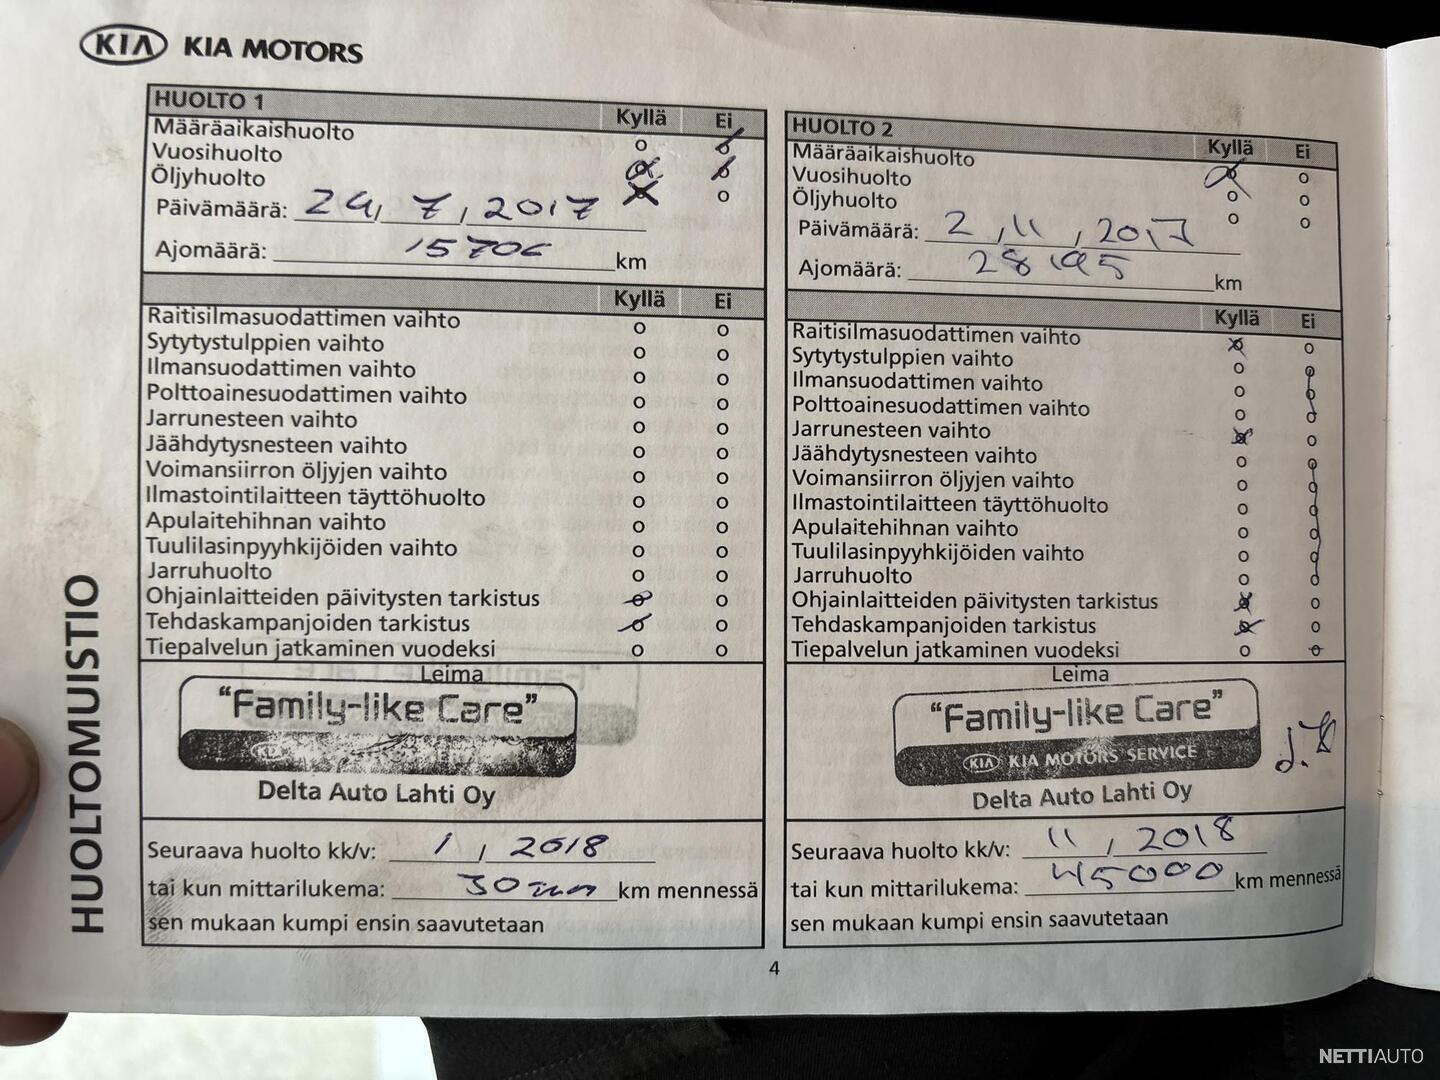 KIA KIA MOTORS
HUOLTOMUISTIO
HUOLTO 1 Kyllä Ei
Määräaikaishuolto
Vuosihuolto
Öljyhuolto
Päivämäärä: 24, 7, 2017
Ajomäärä: 15706 km
Kyllä Ei
Raitisilmasuodattimen vaihto
Sytytystulppien vaihto
Ilmansuodattimen vaihto
Polttoainesuodattimen vaihto
Jarrunesteen vaihto
Jäähdytysnesteen vaihto
Voimansiirron öljyjen vaihto
Ilmastointilaitteen täyttöhuolto
Apulaitehihnan vaihto
Tuulilasinpyyhkijöiden vaihto
Jarruhuolto
Ohjainlaitteiden päivitysten tarkistus
Tehdaskampanjoiden tarkistus
Tiepalvelun jatkaminen vuodeksi
Leima
"Family-like Care"
KIA SERVICE
Delta Auto Lahti Oy
Seuraava huolto kk/v: 1, 2018
tai kun mittarilukema: 30 km mennessä
sen mukaan kumpi ensin saavutetaan
HUOLTO 2 Kyllä Ei
Määräaikaishuolto
Vuosihuolto
Öljyhuolto
Päivämäärä: 2, 11, 2017
Ajomäärä: 28195 km
Kyllä Ei
Raitisilmasuodattimen vaihto
Sytytystulppien vaihto
Ilmansuodattimen vaihto
Polttoainesuodattimen vaihto
Jarrunesteen vaihto
Jäähdytysnesteen vaihto
Voimansiirron öljyjen vaihto
Ilmastointilaitteen täyttöhuolto
Apulaitehihnan vaihto
Tuulilasinpyyhkijöiden vaihto
Jarruhuolto
Ohjainlaitteiden päivitysten tarkistus
Tehdaskampanjoiden tarkistus
Tiepalvelun jatkaminen vuodeksi
Leima
"Family-like Care"
KIA KIA MOTORS SERVICE
Delta Auto Lahti Oy
Seuraava huolto kk/v: 11, 2018
tai kun mittarilukema: 45000 km mennessä
sen mukaan kumpi ensin saavutetaan
4
NETTIAUTO